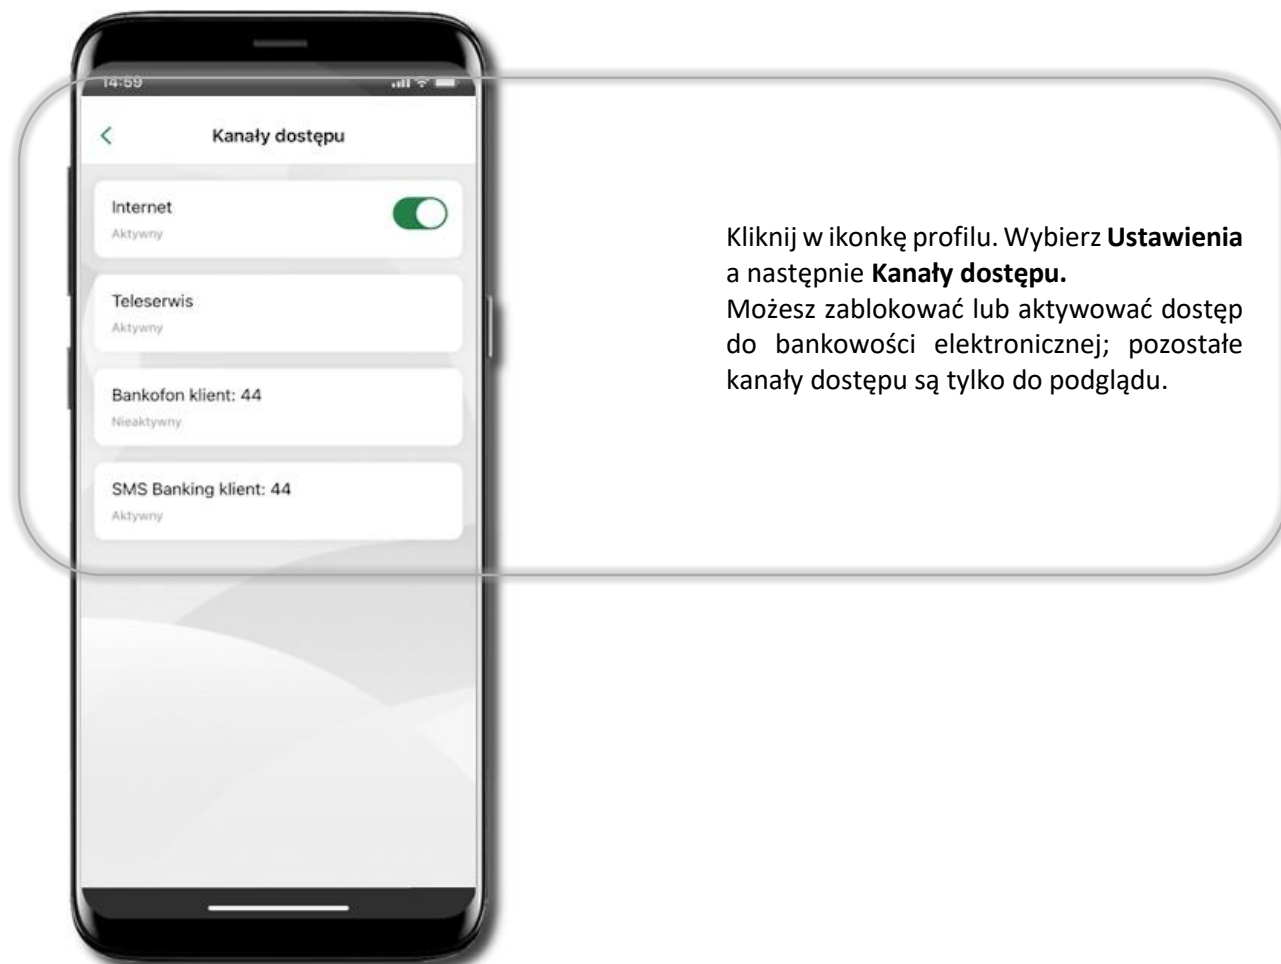 14:59
Kanały dostępu
Internet
Aktywny
Teleserwis
Aktywny
Bankofon klient: 44
Nieaktywny
SMS Banking klient: 44
Aktywny
Kliknij w ikonkę profilu. Wybierz Ustawienia
a następnie Kanały dostępu.
Możesz zablokować lub aktywować dostęp
do bankowości elektronicznej; pozostałe
kanały dostępu są tylko do podglądu.